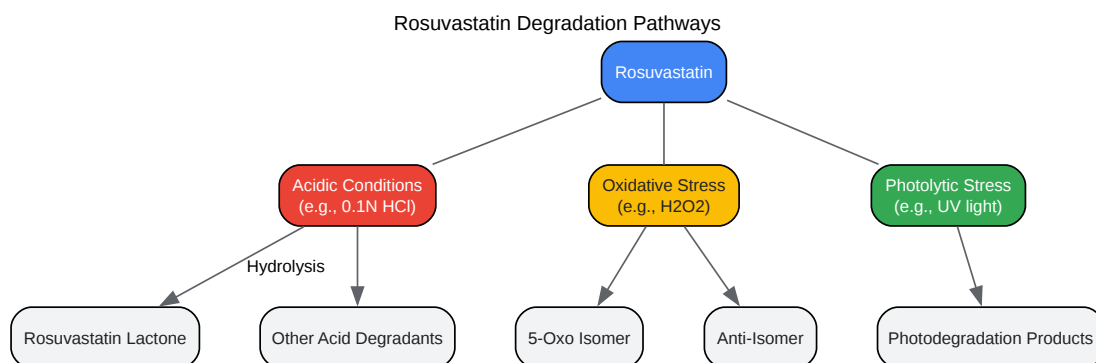 Rosuvastatin Degradation Pathways
Rosuvastatin
Acidic Conditions
(e.g., 0.1N HCl)
Oxidative Stress
(e.g., H2O2)
Photolytic Stress
(e.g., UV light)
Hydrolysis
Rosuvastatin Lactone
Other Acid Degradants
5-Oxo Isomer
Anti-Isomer
Photodegradation Products